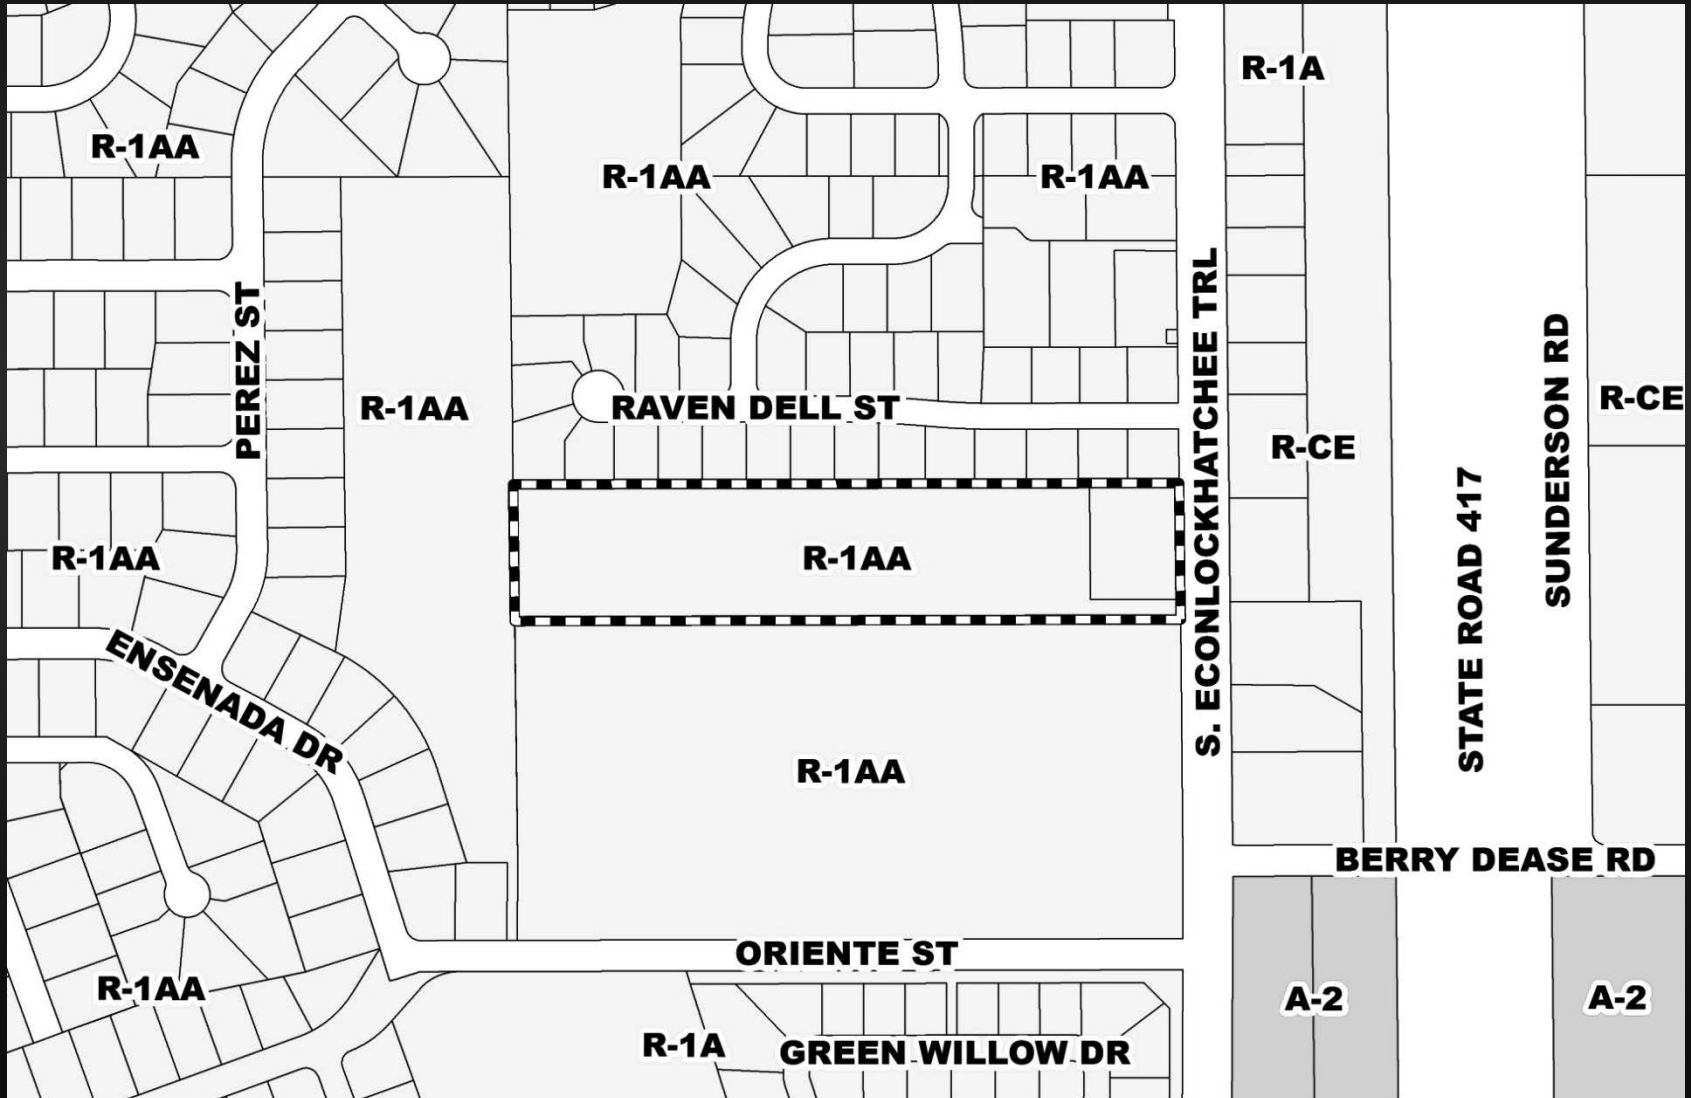 R-1A
R-1AA
R-1AA
R-1AA
S. ECONLOCKHATCHEE TRL
PEREZ ST
SUNDERSON RD
R-CE
R-1AA
RAVEN DELL ST
R-CE
STATE ROAD 417
R-1AA
R-1AA
ENSENADA DR
R-1AA
BERRY DEASE RD
ORIENTE ST
R-1AA
A-2
A-2
R-1A
GREEN WILLOW DR